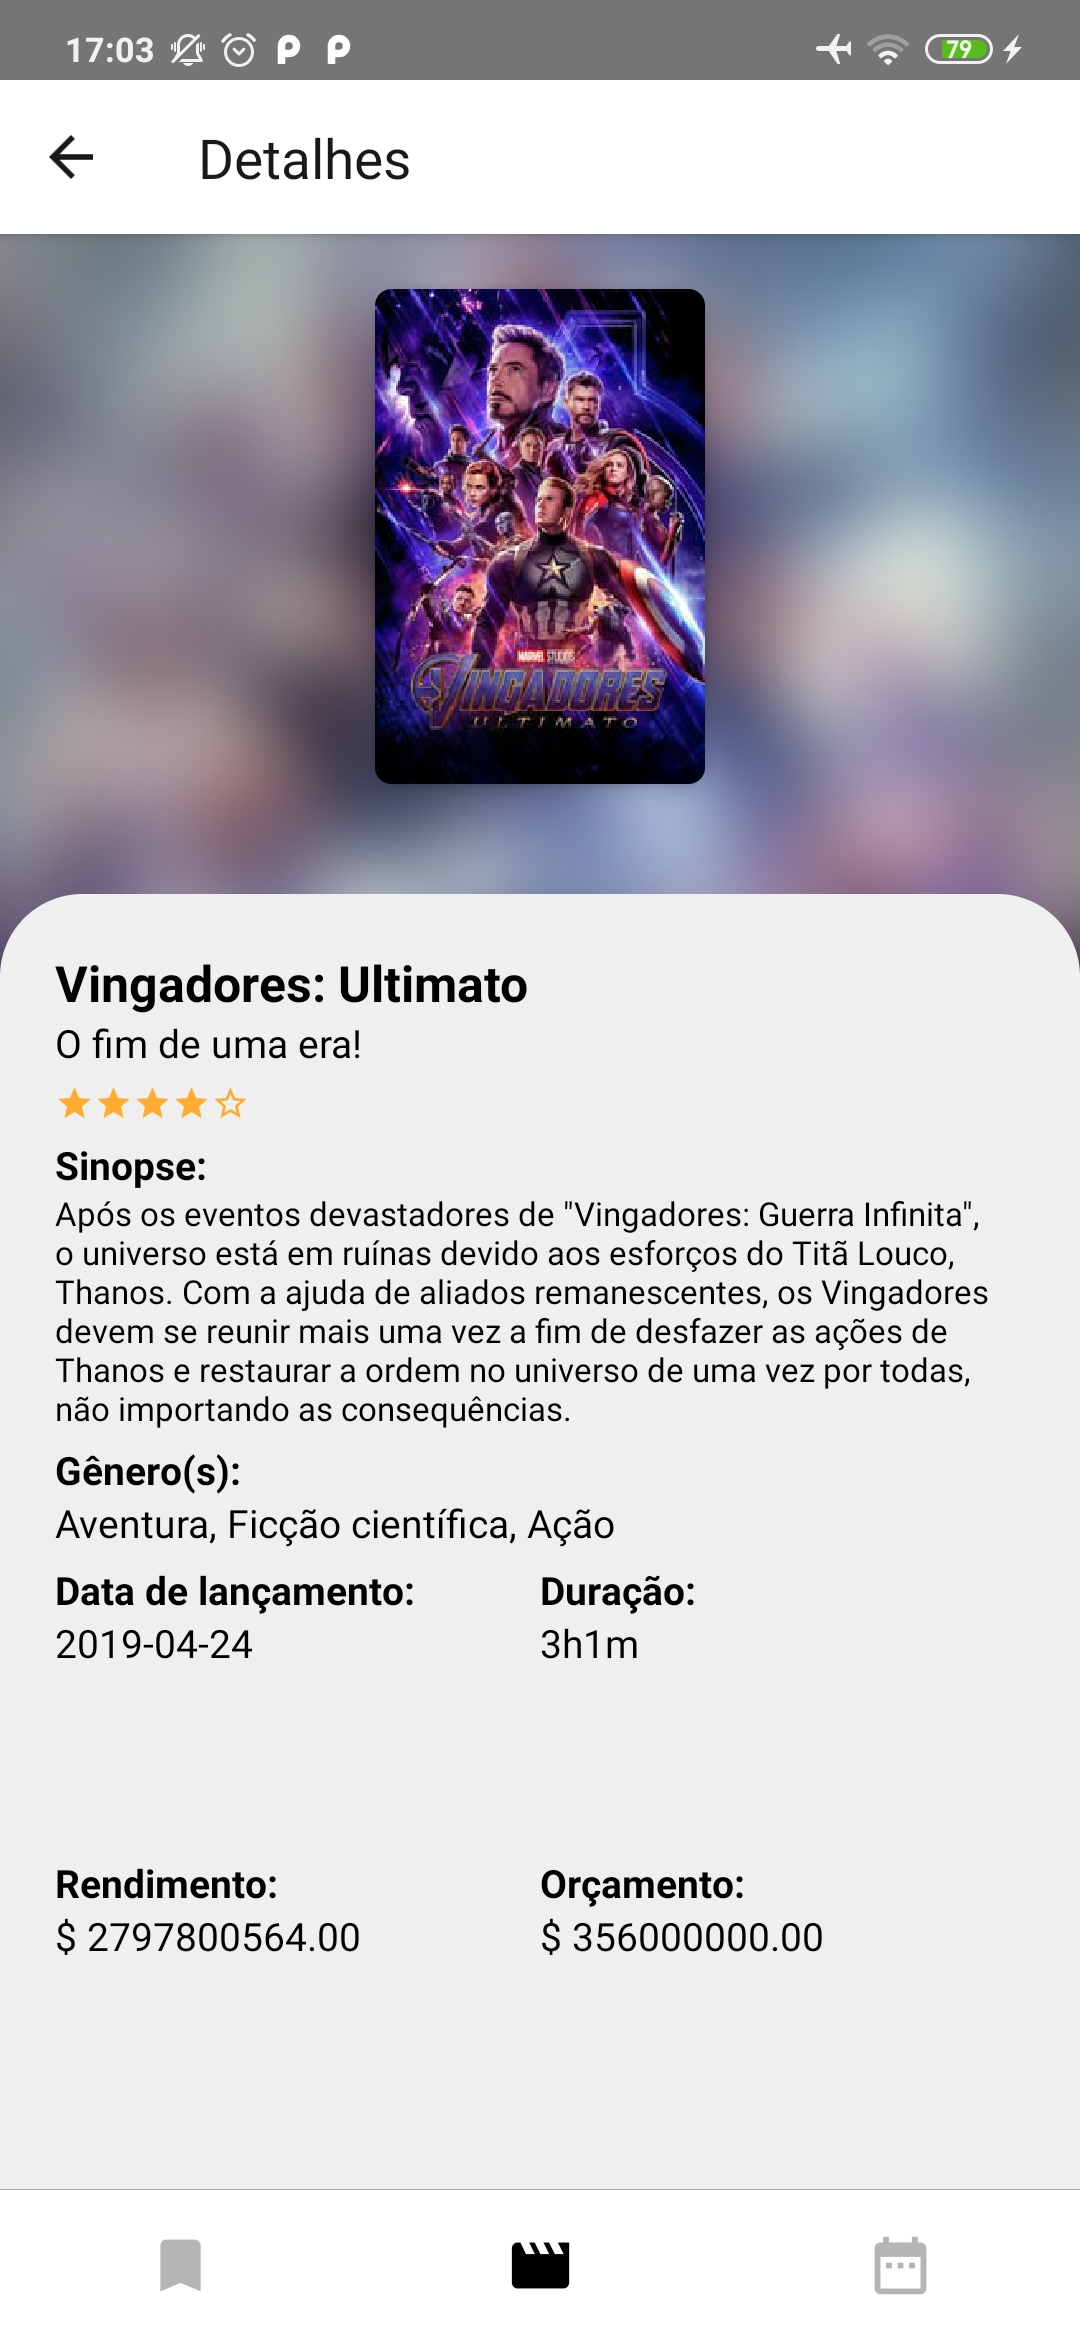 17:03
79
Detalhes
MARVEL STUDIOS
VINGADORES
ULTIMATO
Vingadores: Ultimato
O fim de uma era!
Sinopse:
Após os eventos devastadores de "Vingadores: Guerra Infinita",
o universo está em ruínas devido aos esforços do Titã Louco,
Thanos. Com a ajuda de aliados remanescentes, os Vingadores
devem se reunir mais uma vez a fim de desfazer as ações de
Thanos e restaurar a ordem no universo de uma vez por todas,
não importando as consequências.
Gênero(s):
Aventura, Ficção científica, Ação
Data de lançamento: Duração:
2019-04-24 3h1m
Rendimento: Orçamento:
$ 2797800564.00 $ 356000000.00